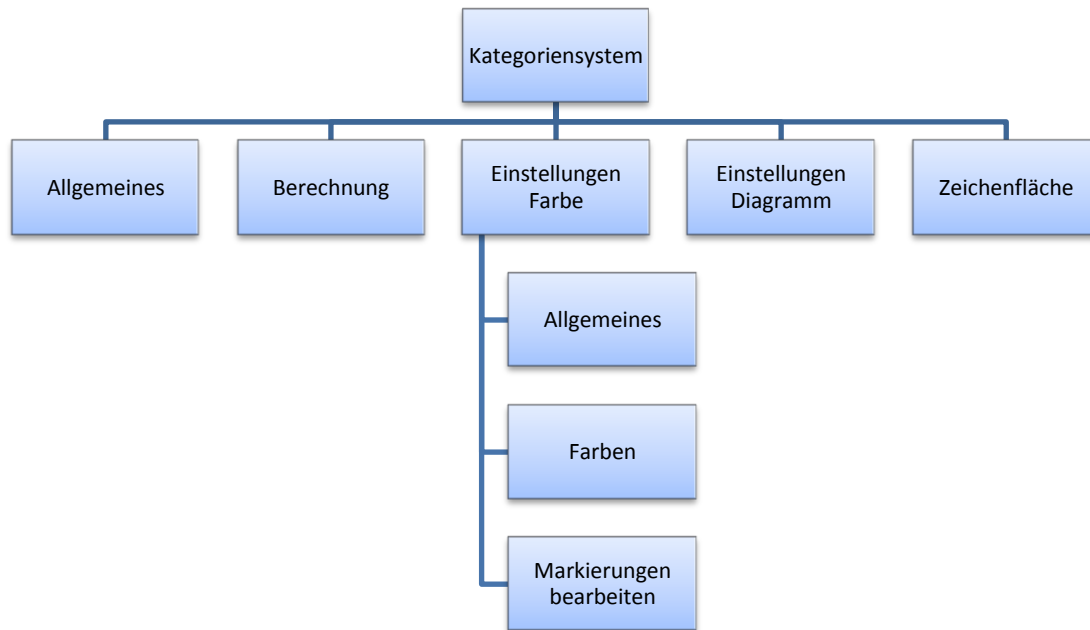 Kategoriensystem
Allgemeines
Berechnung
Einstellungen
Farbe
Einstellungen
Diagramm
Zeichenfläche
Allgemeines
Farben
Markierungen
bearbeiten